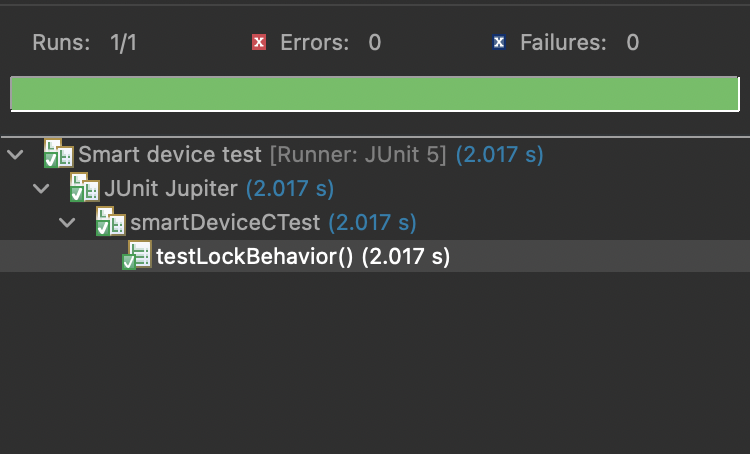 Runs: 1/1 Errors: 0 Failures: 0
Smart device test [Runner: JUnit 5] (2.017 s)
JUnit Jupiter (2.017 s)
smartDeviceCTest (2.017 s)
testLockBehavior() (2.017 s)